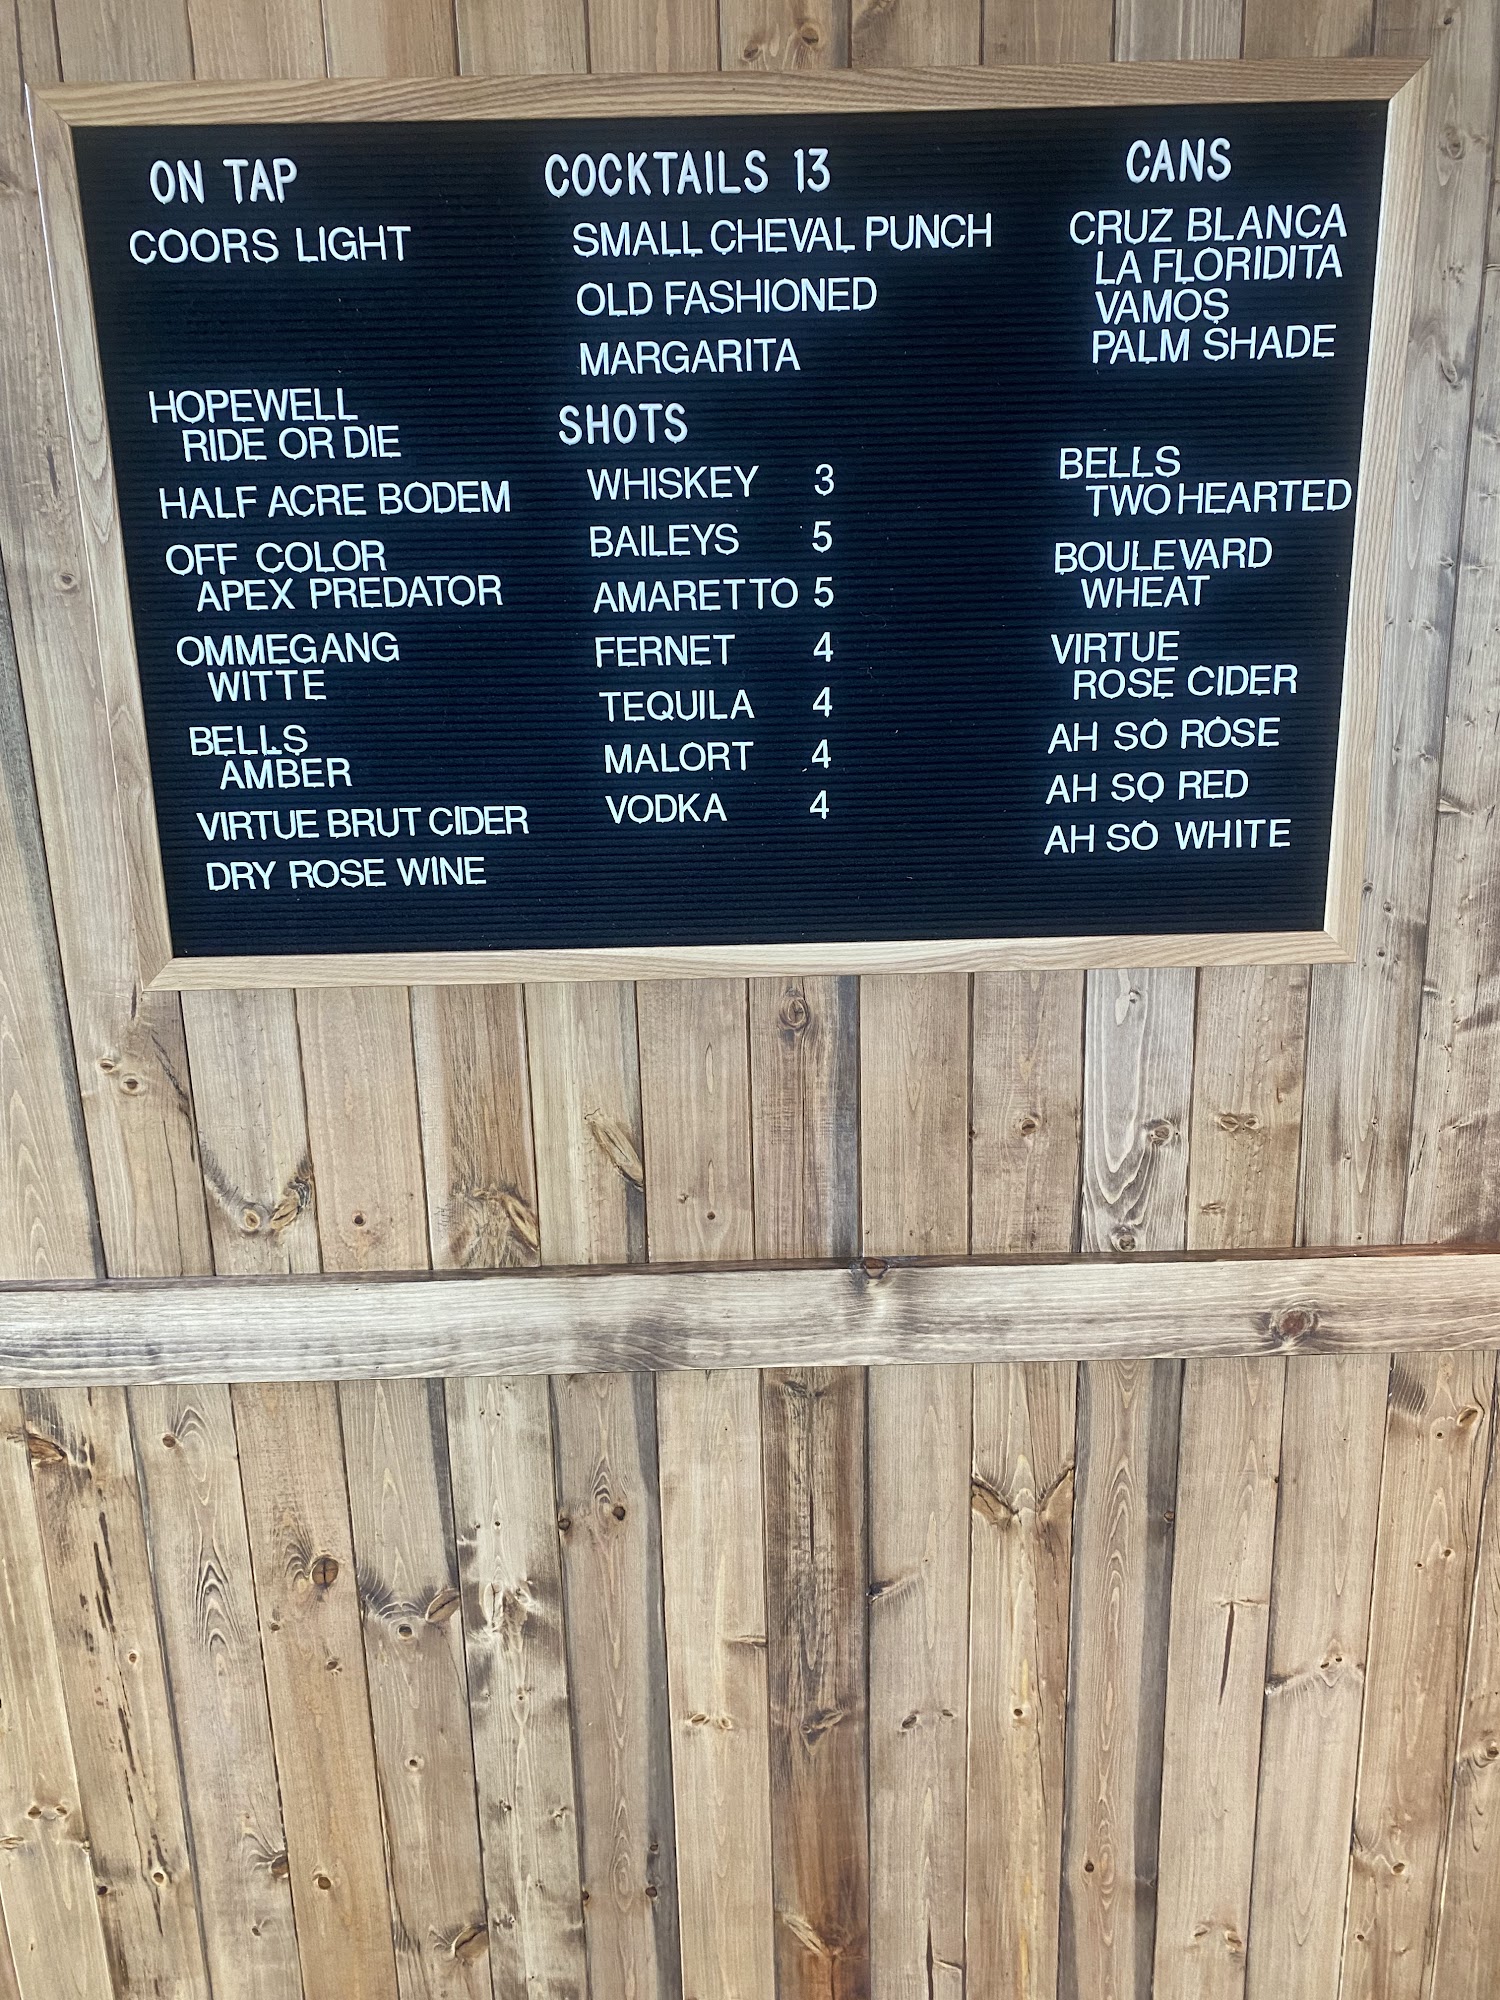 ON TAP
COORS LIGHT
HOPEWELL
RIDE OR DIE
HALF ACRE BODEM
OFF COLOR
APEX PREDATOR
OMMEGANG
WITTE
BELLS
AMBER
VIRTUE BRUT CIDER
DRY ROSE WINE
COCKTAILS 13
SMALL CHEVAL PUNCH
OLD FASHIONED
MARGARITA
SHOTS
WHISKEY 3
BAILEYS 5
AMARETTO 5
FERNET 4
TEQUILA 4
MALORT 4
VODKA 4
CANS
CRUZ BLANCA
LA FLORIDITA
VAMOS
PALM SHADE
BELLS
TWO HEARTED
BOULEVARD
WHEAT
VIRTUE
ROSE CIDER
AH SO ROSE
AH SO RED
AH SO WHITE